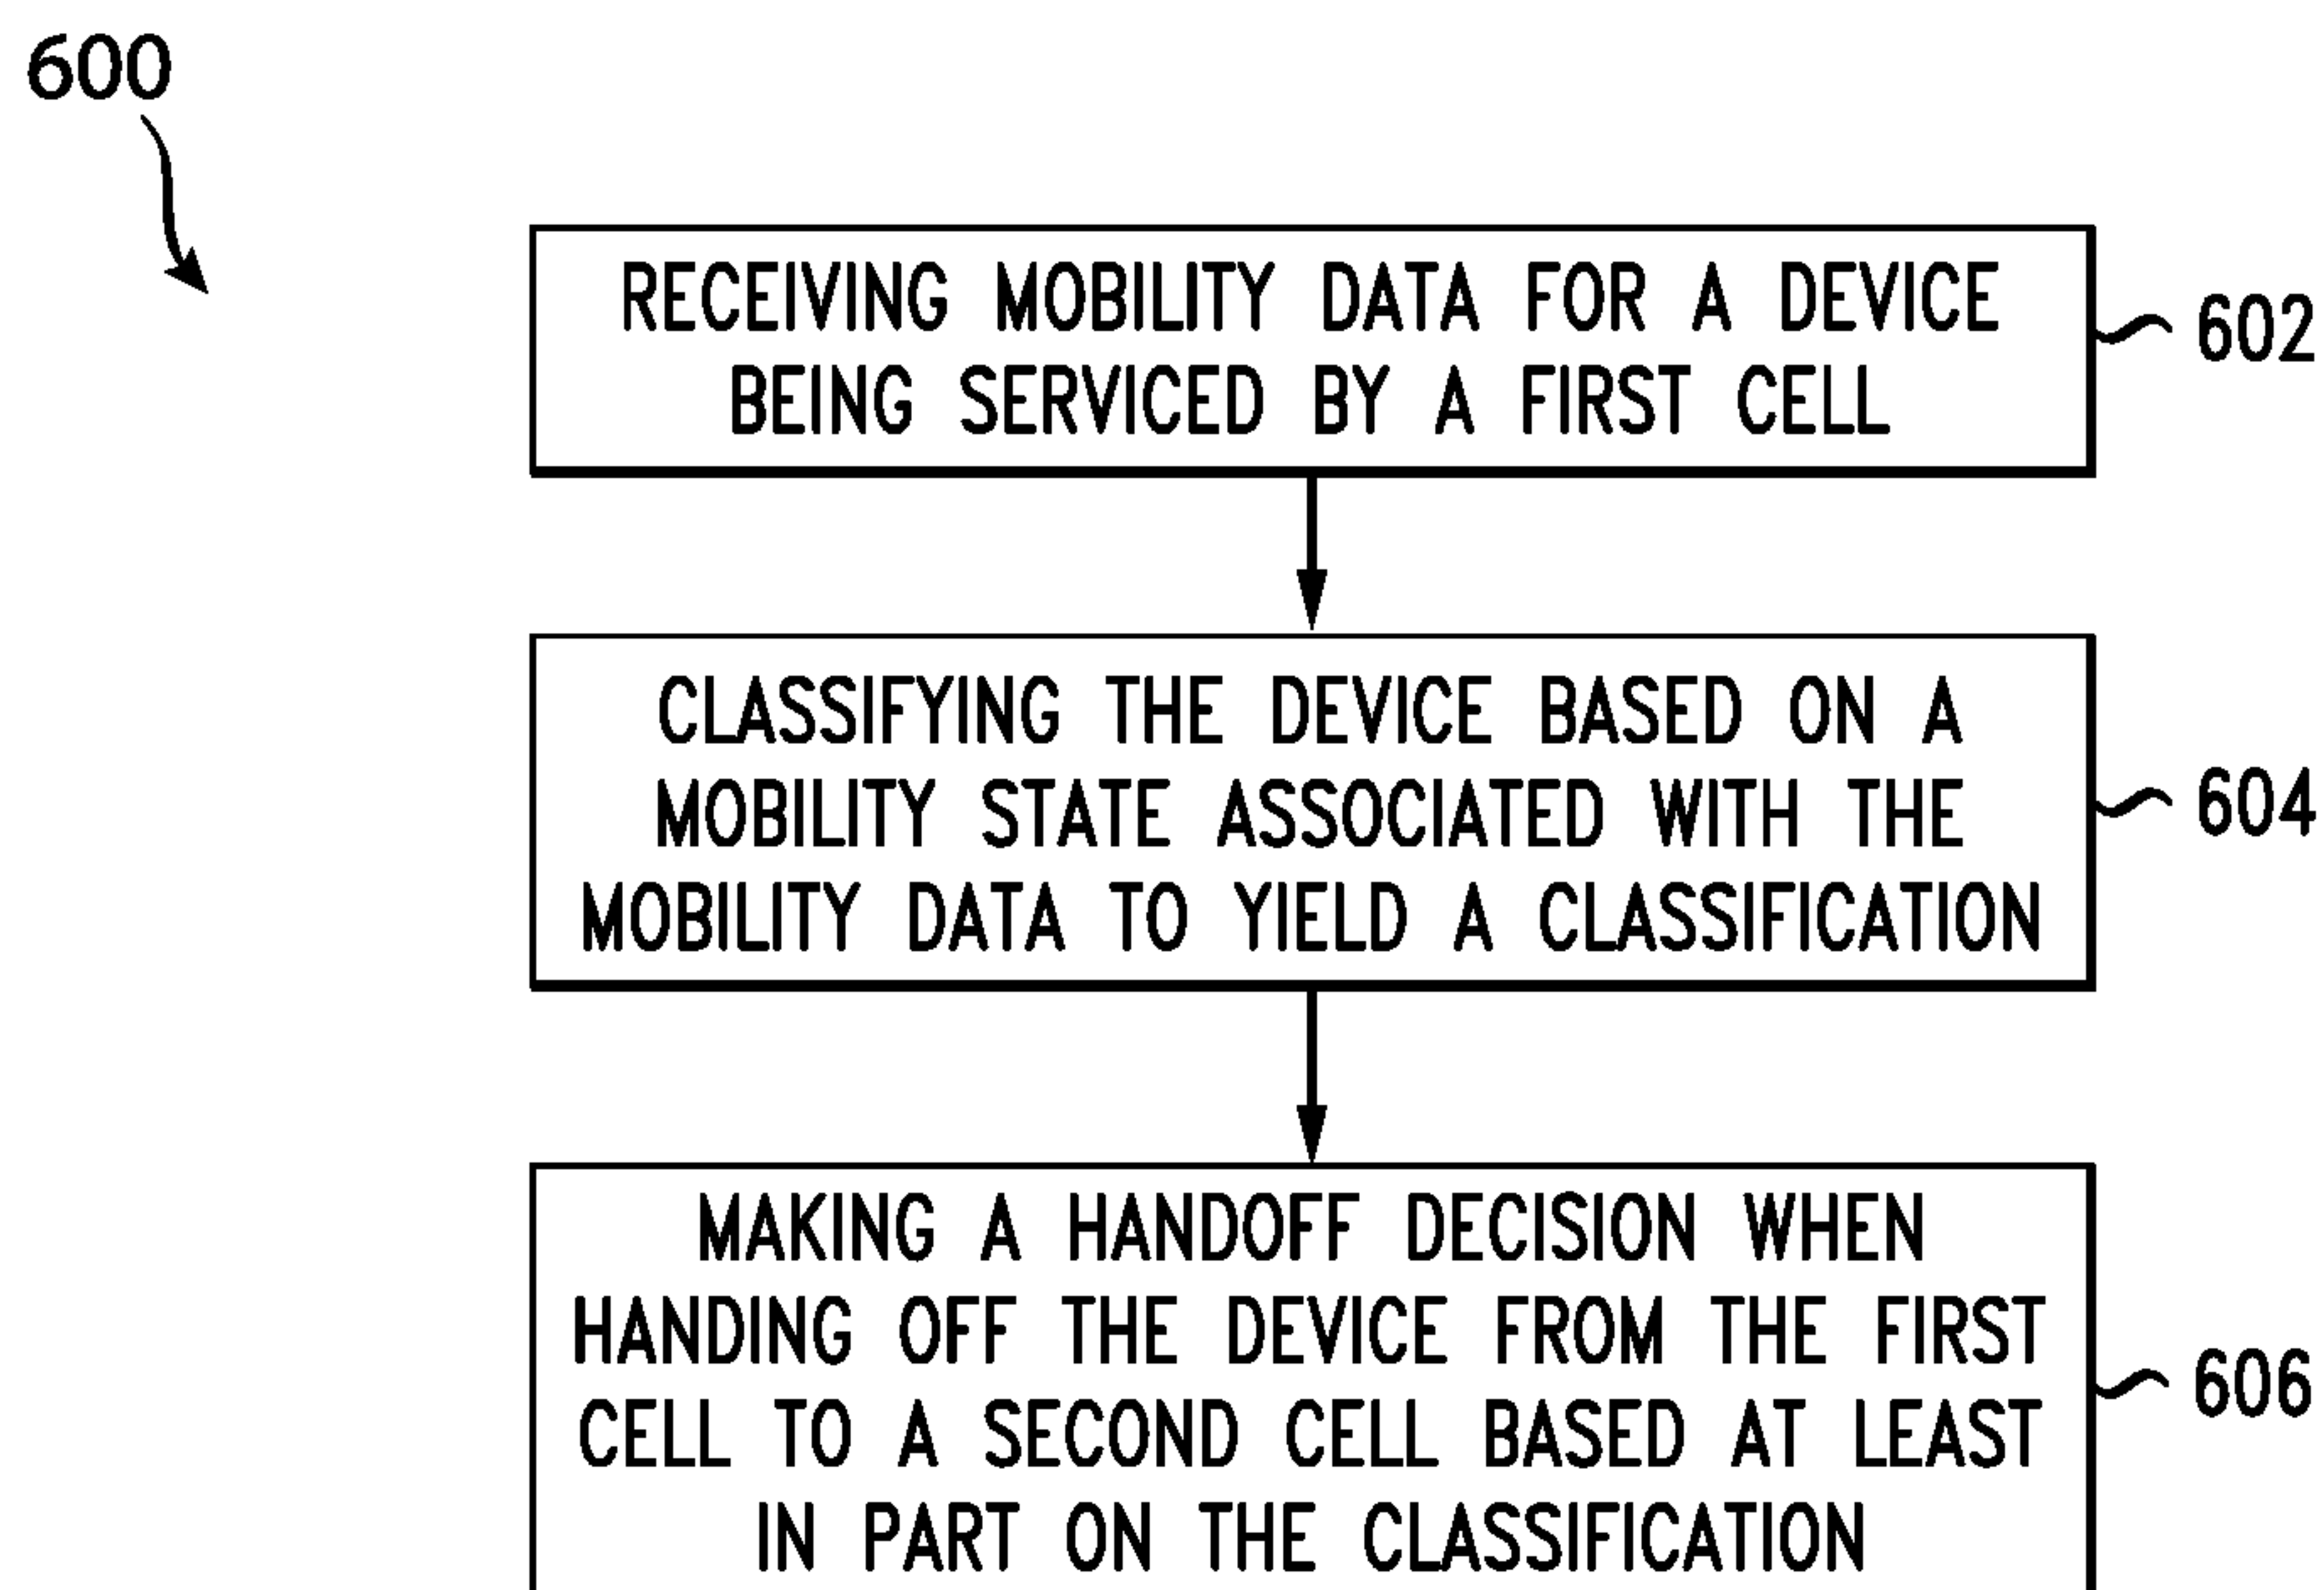 600
RECEIVING MOBILITY DATA FOR A DEVICE
BEING SERVICED BY A FIRST CELL
602
CLASSIFYING THE DEVICE BASED ON A
MOBILITY STATE ASSOCIATED WITH THE
MOBILITY DATA TO YIELD A CLASSIFICATION
604
MAKING A HANDOFF DECISION WHEN
HANDING OFF THE DEVICE FROM THE FIRST
CELL TO A SECOND CELL BASED AT LEAST
IN PART ON THE CLASSIFICATION
606